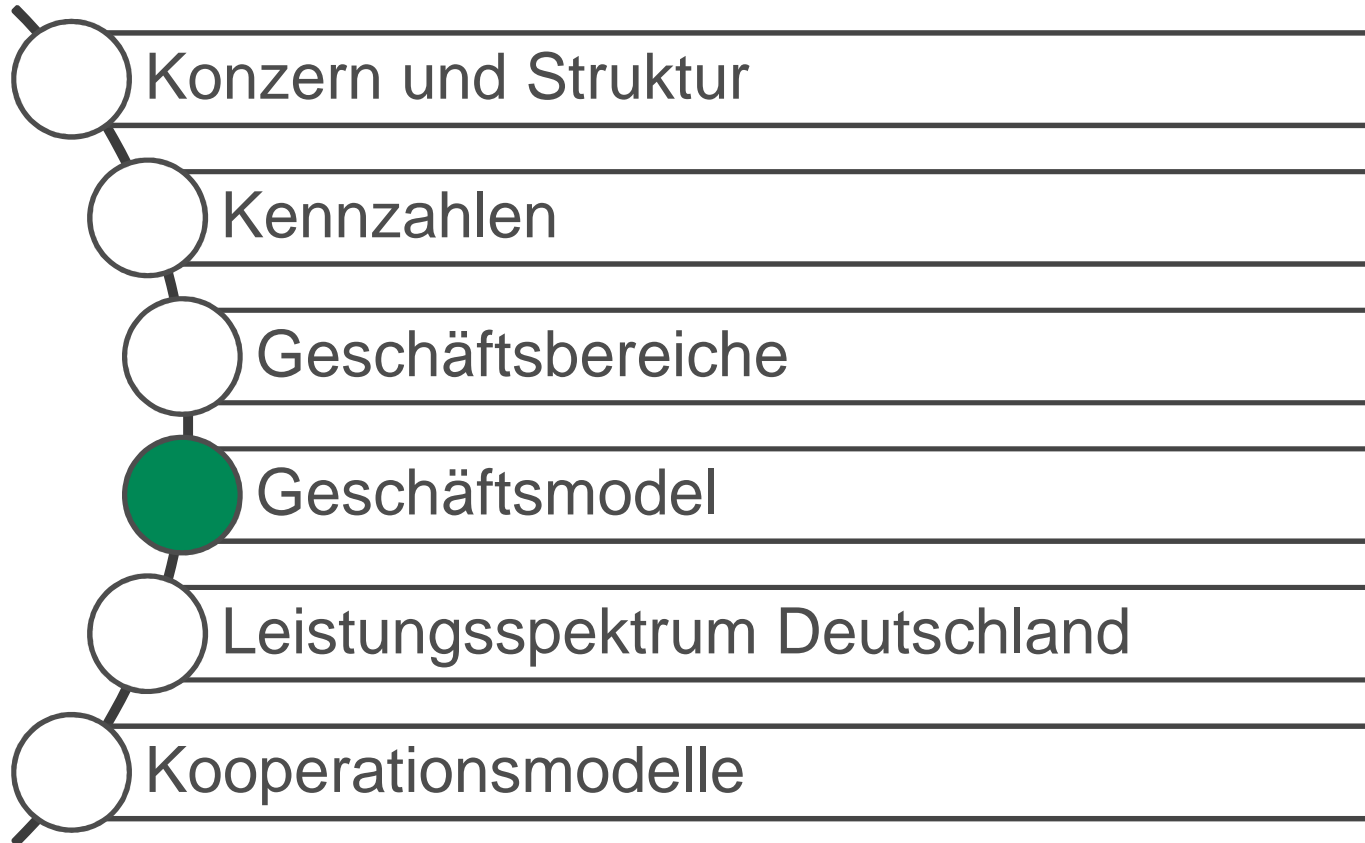 Konzern und Struktur
Kennzahlen
Geschäftsbereiche
Geschäftsmodel
Leistungsspektrum Deutschland
Kooperationsmodelle